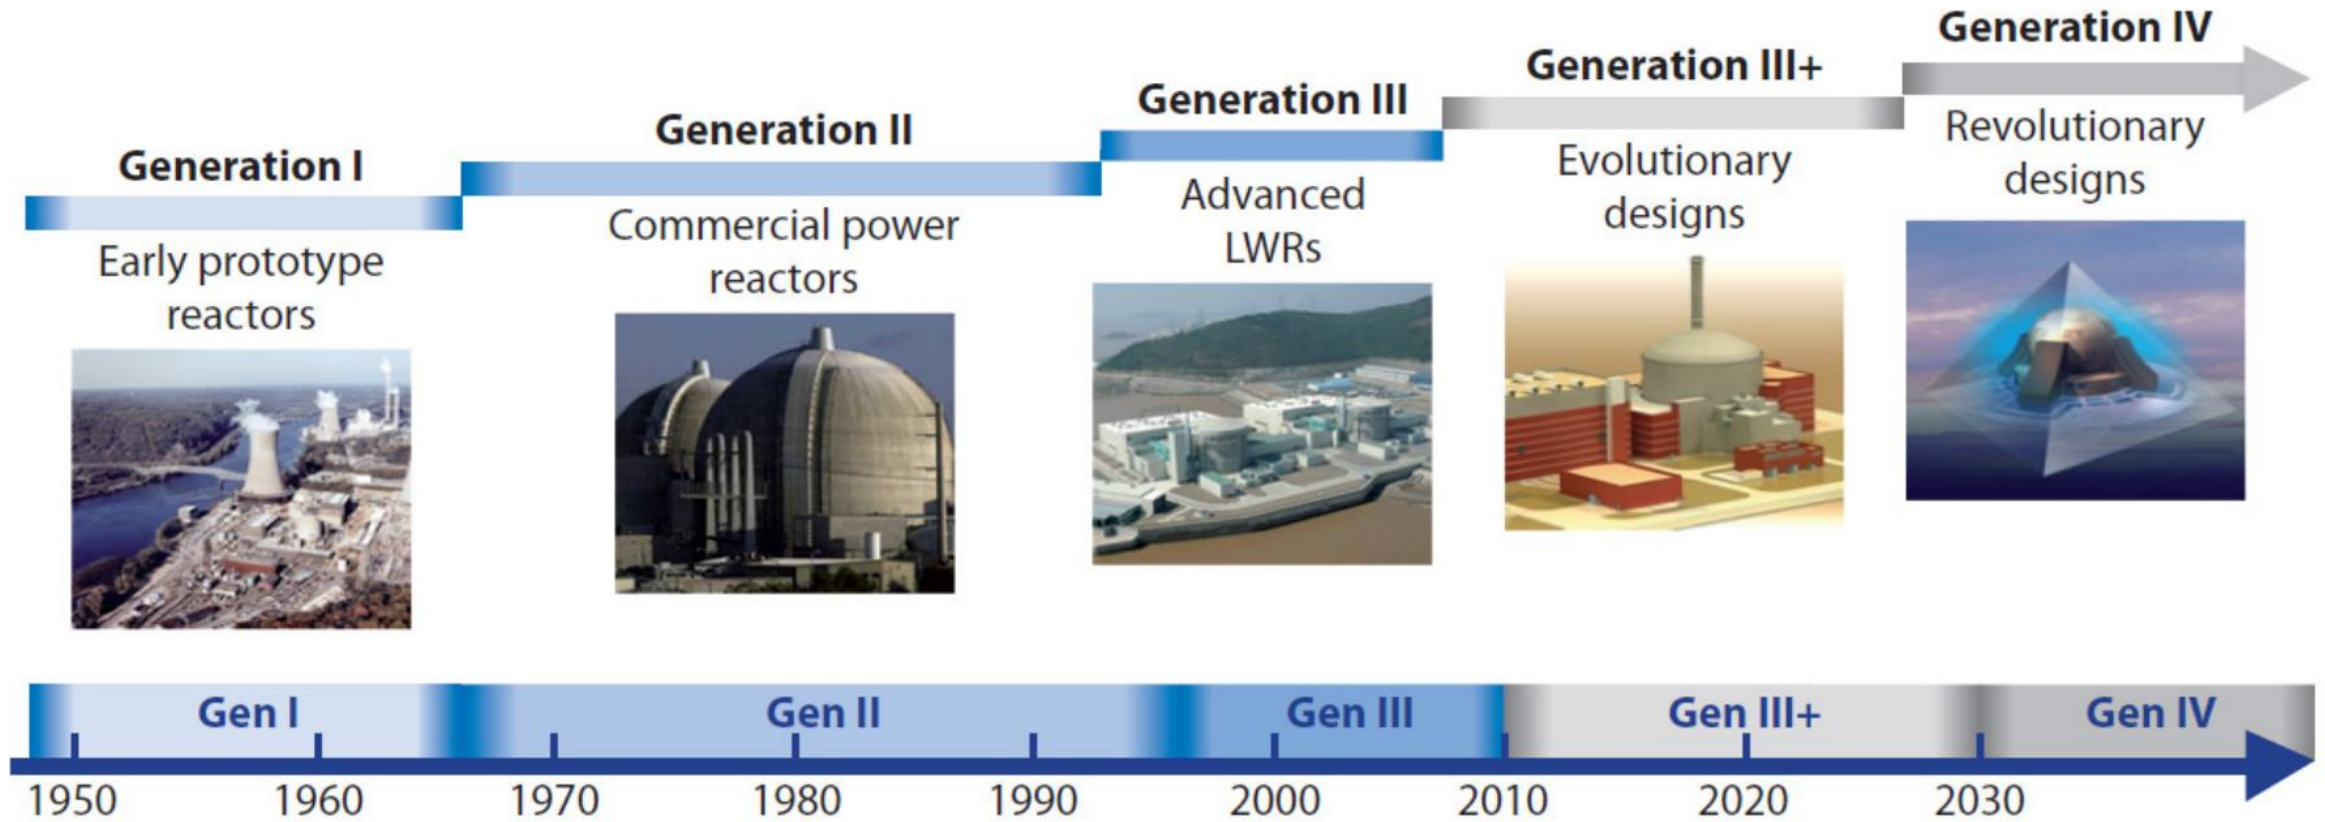 Generation I
Early prototype
reactors
Generation II
Commercial power
reactors
Generation III
Advanced
LWRs
Generation III+
Evolutionary
designs
Generation IV
Revolutionary
designs
Gen I
Gen II
Gen III
Gen III+
Gen IV
1950
1960
1970
1980
1990
2000
2010
2020
2030